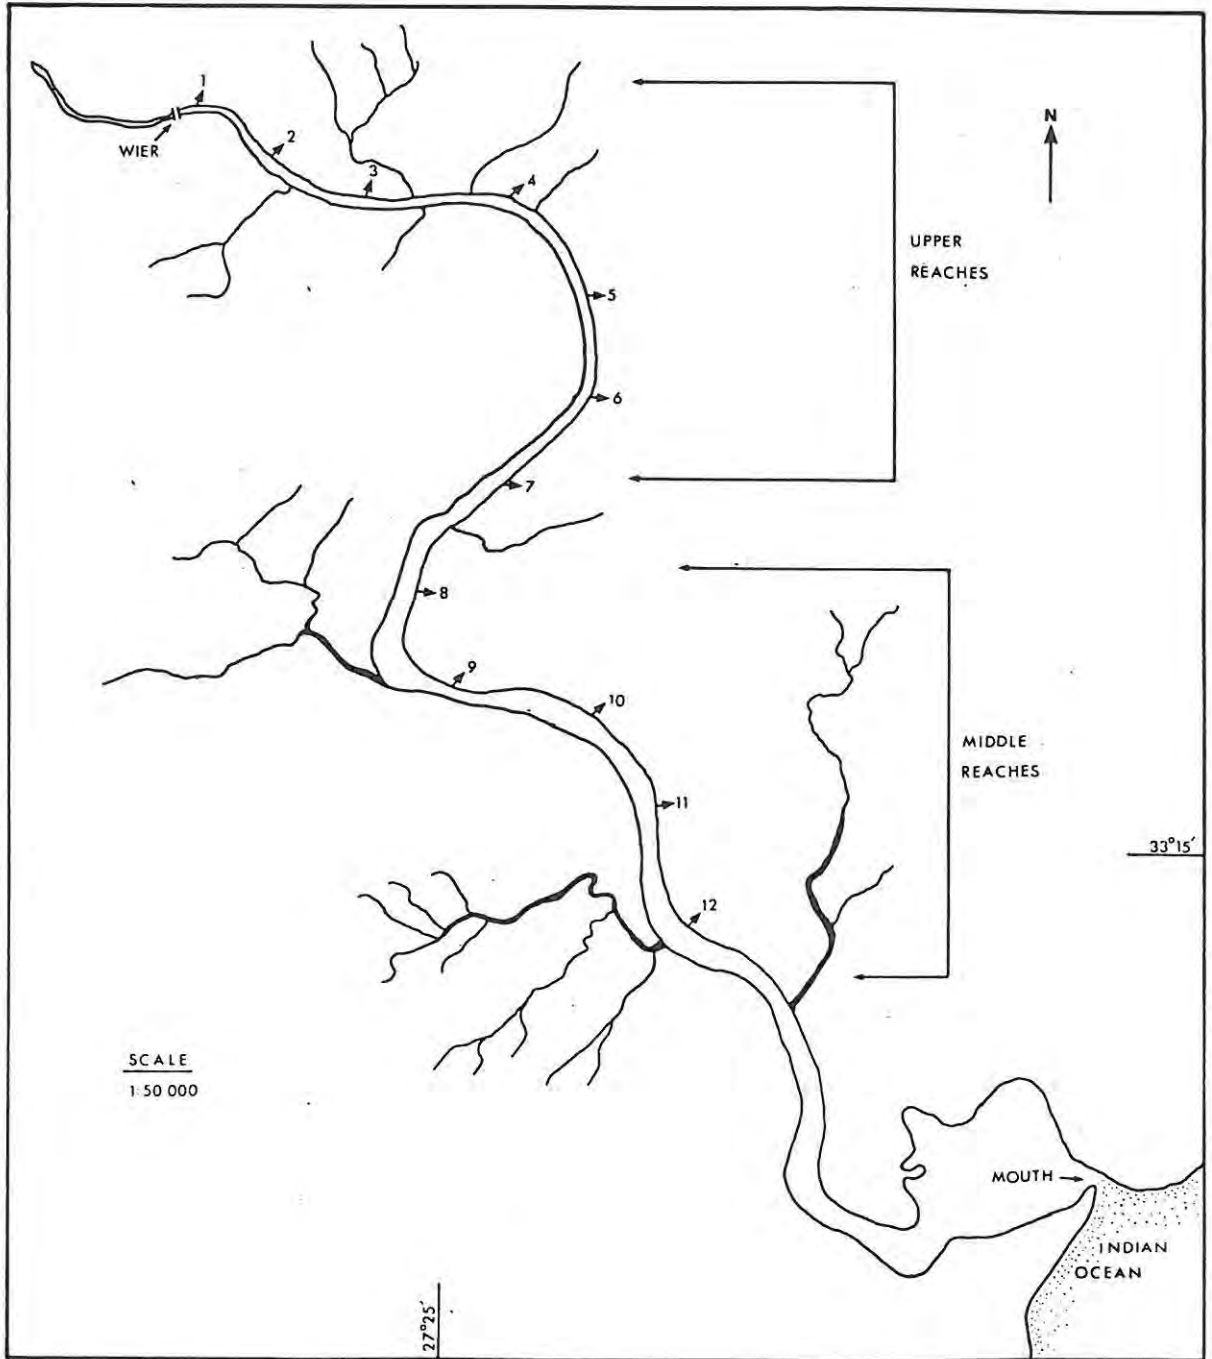 1
WIER
2
3
4
N
UPPER
REACHES
5
6
7
8
9
10
MIDDLE
REACHES
11
33°15′
12
SCALE
1:50 000
MOUTH
INDIAN
OCEAN
27°25′